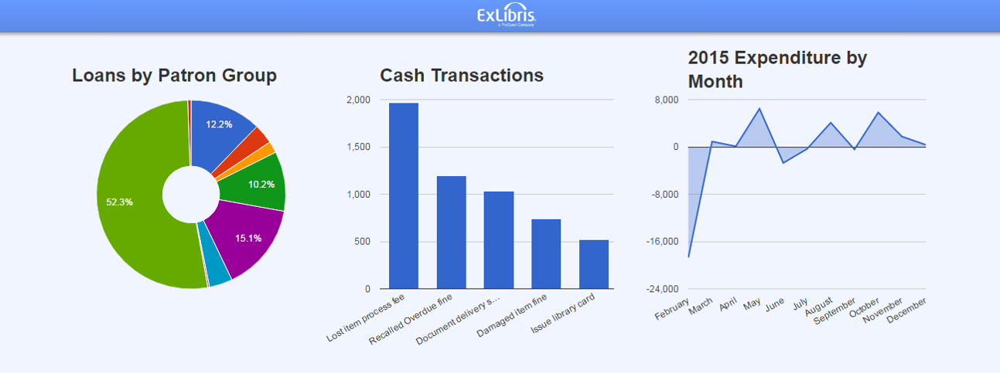 ExLibris
a ProQuest Company
Loans by Patron Group
12.2%
10.2%
15.1%
52.3%
Cash Transactions
2,000
1,500
1,000
500
0
Lost item process fee
Recalled Overdue fine
Document delivery s...
Damaged item fine
Issue library card
2015 Expenditure by
Month
8,000
0
-8,000
-16,000
-24,000
February
March
April
May
June
July
August
September
October
November
December